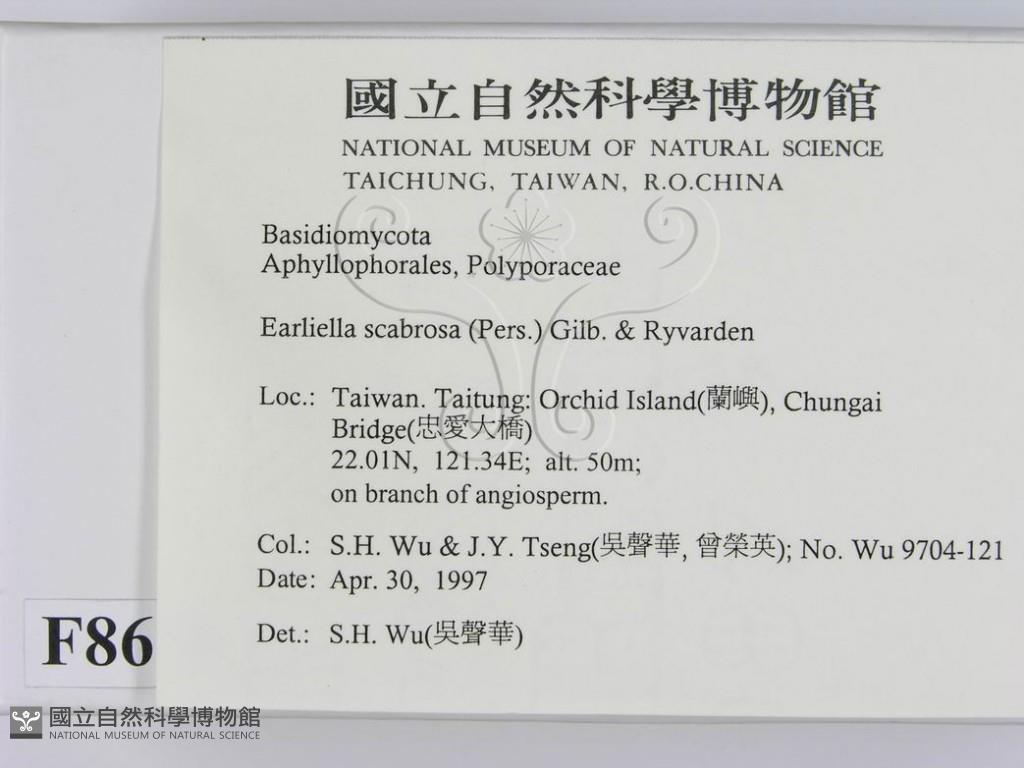 國立自然科學博物館
NATIONAL MUSEUM OF NATURAL SCIENCE
TAICHUNG, TAIWAN, R.O.CHINA
Basidiomycota
Aphyllophorales, Polyporaceae
Earliella scabrosa (Pers.) Gilb. & Ryvarden
Loc.: Taiwan. Taitung: Orchid Island(蘭嶼), Chungai
Bridge(忠愛大橋)
22.01N, 121.34E; alt. 50m;
on branch of angiosperm.
Col.: S.H. Wu & J.Y. Tseng(吳聲華, 曾榮英); No. Wu 9704-121
Date: Apr. 30, 1997
Det.: S.H. Wu(吳聲華)
F86
國立自然科學博物館
NATIONAL MUSEUM OF NATURAL SCIENCE